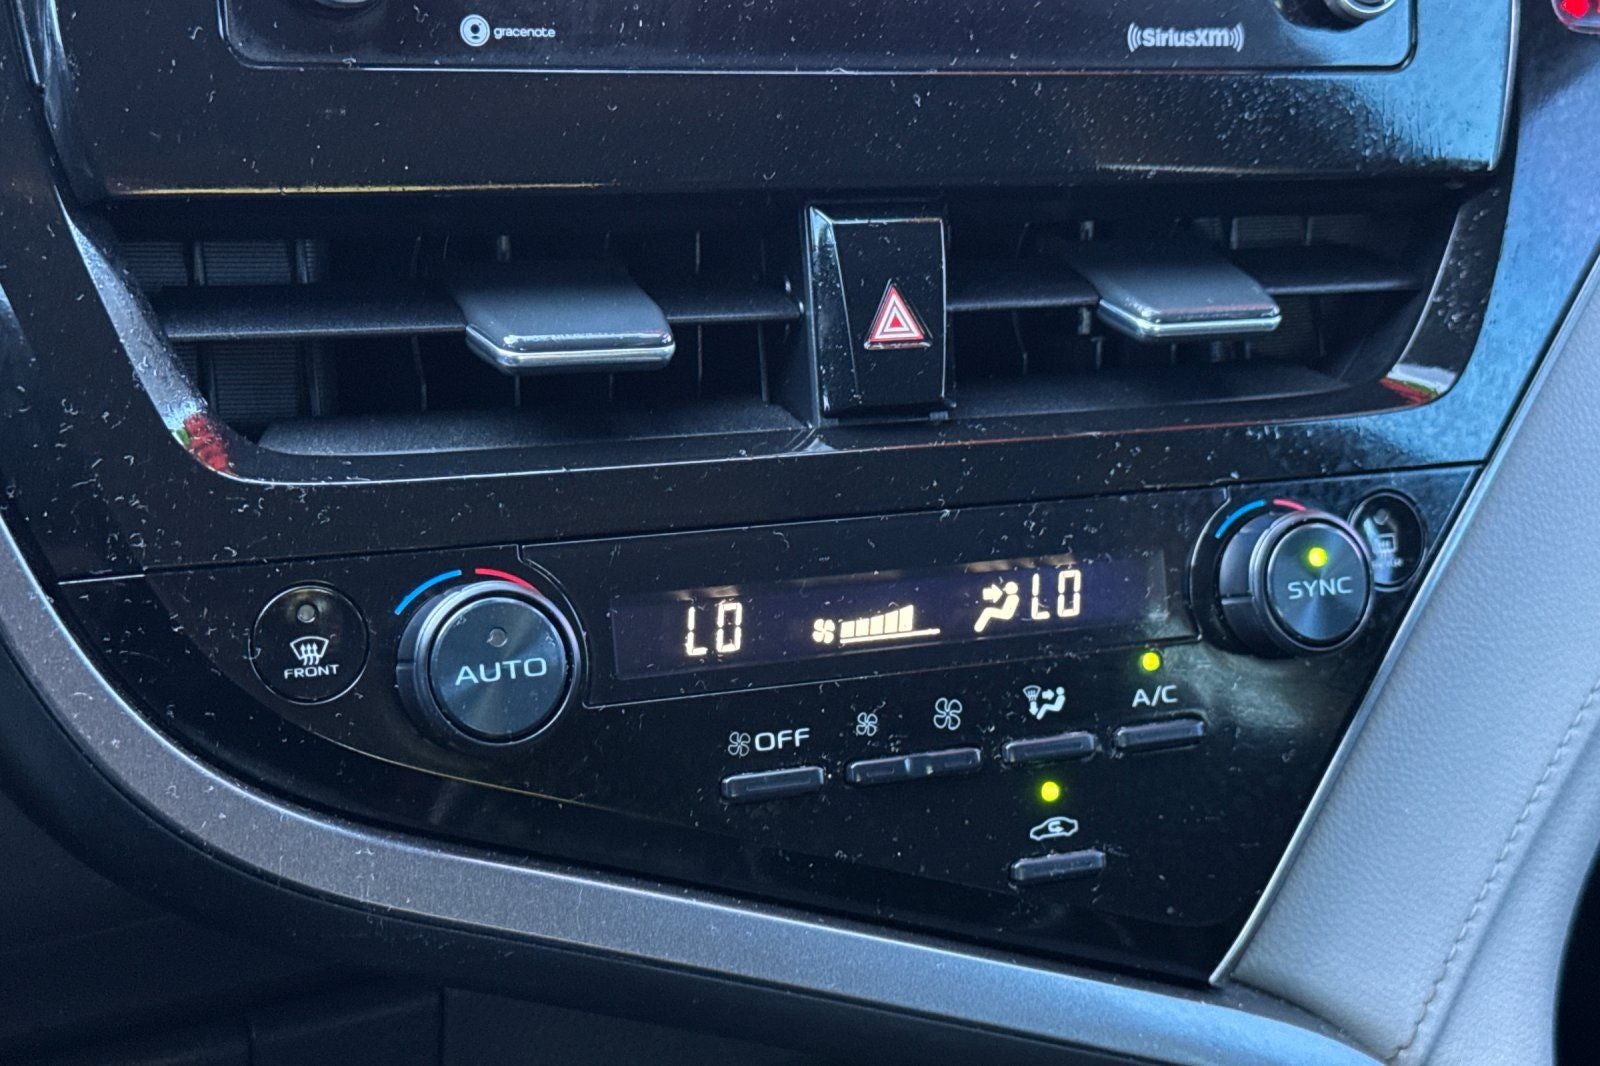 gracenote
SiriusXM
LO
LO
SYNC
FRONT
AUTO
OFF
A/C